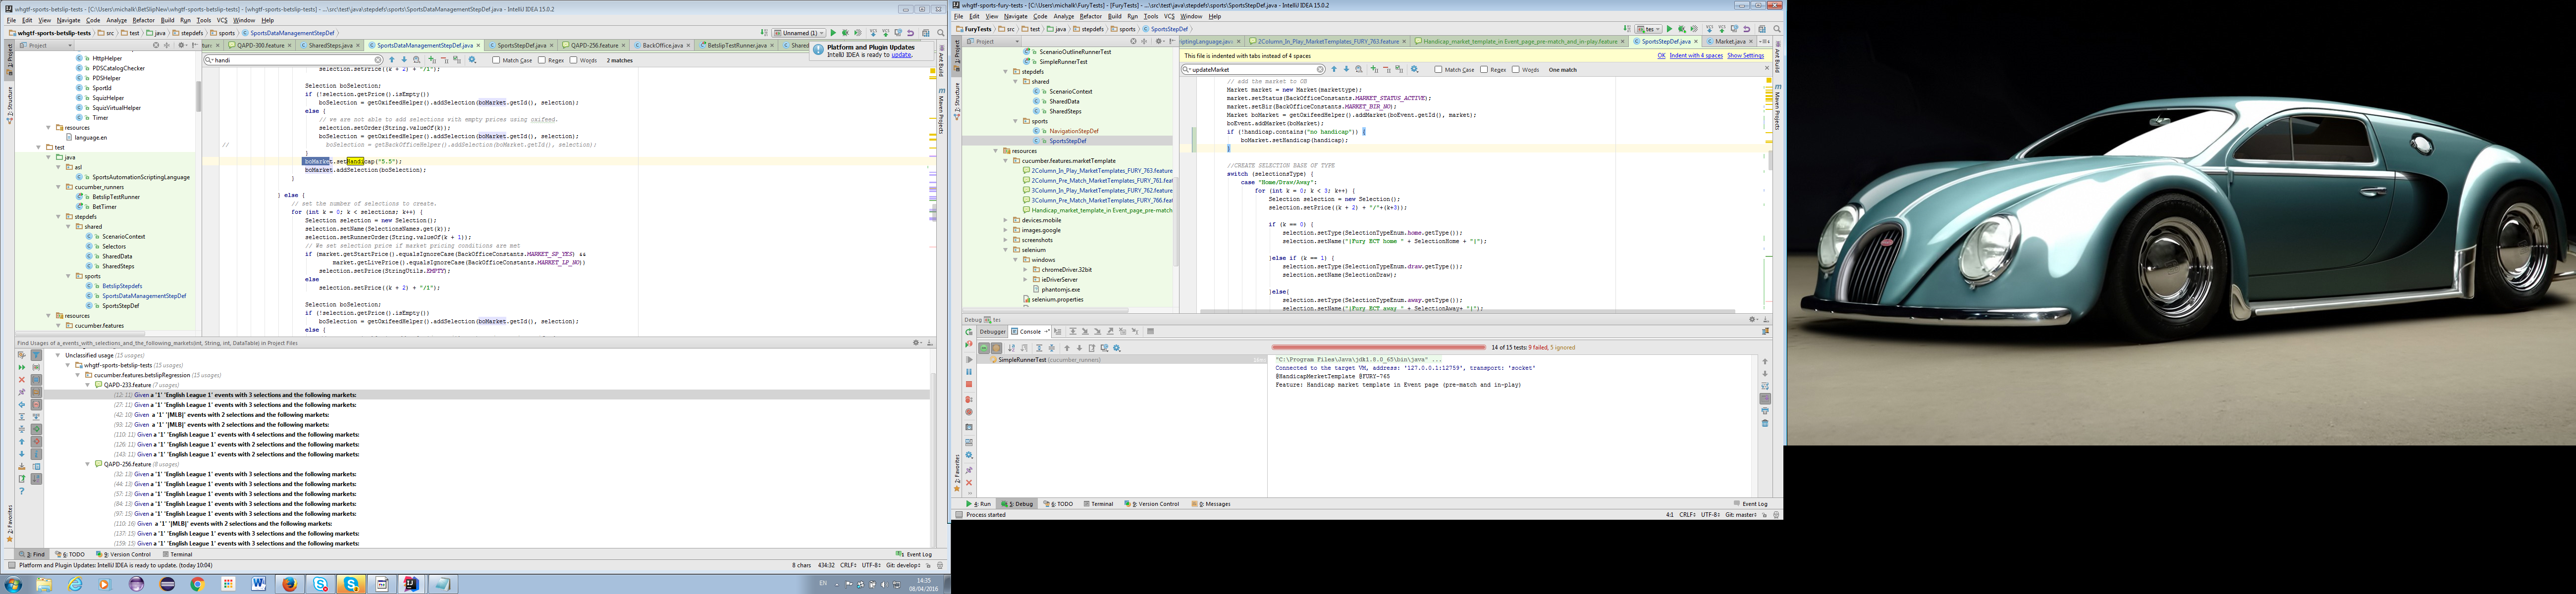 whgtf-sports-betslip-tests - [C:\Users\michalk\BetSlipNew\whgtf-sports-betslip-tests] - [whgtf-sports-betslip-tests] - ...\src\test\java\stepdefs\sports\SportsDataManagementStepDef.java - IntelliJ IDEA 15.0.2
File Edit View Navigate Code Analyze Refactor Build Run Tools VCS Window Help
whgtf-sports-betslip-tests src test java stepdefs sports SportsDataManagementStepDef
Unnamed (1)
Project
QAPD-300.feature SharedSteps.java SportsDataManagementStepDef.java SportsStepDef.java QAPD-256.feature BackOffice.java BetslipTestRunner.java Shared
Platform and Plugin Updates
IntelliJ IDEA is ready to update.
handi
Match Case Regex Words 2 matches
HttpHelper
PDSCatalogChecker
PDSHelper
SportId
SquizHelper
SquizVirtualHelper
Timer
resources
language.en
test
java
asl
SportsAutomationScriptingLanguage
cucumber_runners
BetslipTestRunner
BetTimer
stepdefs
shared
ScenarioContext
Selectors
SharedData
SharedSteps
sports
BetslipStepdefs
SportsDataManagementStepDef
SportsStepDef
resources
cucumber.features
selection.setPrice((k + 2) + "/1");
Selection boSelection;
if (!selection.getPrice().isEmpty())
boSelection = getOxifeedHelper().addSelection(boMarket.getId(), selection);
else {
// we are not able to add selections with empty prices using oxifeed.
selection.setOrder(String.valueOf(k));
boSelection = getOxifeedHelper().addSelection(boMarket.getId(), selection);
// boSelection = getBackOfficeHelper().addSelection(boMarket.getId(), selection);
}
boMarket.setHandicap("5.5");
boMarket.addSelection(boSelection);
}
} else {
// set the number of selections to create.
for (int k = 0; k < selections; k++) {
Selection selection = new Selection();
selection.setName(SelectionsNames.get(k));
selection.setRunnerOrder(String.valueOf(k + 1));
// We set selection price if market pricing conditions are met
if (market.getStartPrice().equalsIgnoreCase(BackOfficeConstants.MARKET_SP_YES) &&
market.getLivePrice().equalsIgnoreCase(BackOfficeConstants.MARKET_LP_NO))
selection.setPrice(StringUtils.EMPTY);
else
selection.setPrice((k + 2) + "/1");
Selection boSelection;
if (!selection.getPrice().isEmpty())
boSelection = getOxifeedHelper().addSelection(boMarket.getId(), selection);
else {
Find Usages of a_events_with_selections_and_the_following_markets(int, String, int, DataTable) in Project Files
Unclassified usage (15 usages)
whgtf-sports-betslip-tests (15 usages)
cucumber.features.betslipRegression (15 usages)
QAPD-233.feature (7 usages)
(12: 11) Given a '1' 'English League 1' events with 3 selections and the following markets:
(27: 11) Given a '1' 'English League 1' events with 3 selections and the following markets:
(42: 10) Given a '1' '|MLB|' events with 2 selections and the following markets:
(93: 12) Given a '1' '|MLB|' events with 2 selections and the following markets:
(110: 11) Given a '1' 'English League 1' events with 4 selections and the following markets:
(126: 11) Given a '1' 'English League 1' events with 2 selections and the following markets:
(143: 11) Given a '1' 'English League 1' events with 2 selections and the following markets:
QAPD-256.feature (8 usages)
(32: 13) Given a '1' 'English League 1' events with 3 selections and the following markets:
(44: 13) Given a '1' 'English League 1' events with 3 selections and the following markets:
(57: 13) Given a '1' 'English League 1' events with 3 selections and the following markets:
(84: 13) Given a '1' 'English League 1' events with 3 selections and the following markets:
(97: 15) Given a '1' 'English League 1' events with 3 selections and the following markets:
(110: 16) Given a '1' '|MLB|' events with 2 selections and the following markets:
(137: 15) Given a '1' 'English League 1' events with 3 selections and the following markets:
(159: 15) Given a '1' 'English League 1' events with 3 selections and the following markets:
3: Find 6: TODO 9: Version Control Terminal Event Log
Platform and Plugin Updates: IntelliJ IDEA is ready to update. (today 10:04) 8 chars 434:32 CRLF UTF-8 Git: develop
EN 14:35
08/04/2016
whgtf-sports-fury-tests - [C:\Users\michalk\FuryTests] - [FuryTests] - ...\src\test\java\stepdefs\sports\SportsStepDef.java - IntelliJ IDEA 15.0.2
File Edit View Navigate Code Analyze Refactor Build Run Tools VCS Window Help
furyTests src test java stepdefs sports SportsStepDef
tes
Project
iptingLanguage.java 2Column_In_Play_MarketTemplates_FURY_763.feature Handicap_market_template_in Event_page_pre-match_and_in-play.feature SportsStepDef.java Market.java
This file is indented with tabs instead of 4 spaces OK Indent with 4 spaces Show Settings
updateMarket
Match Case Regex Words One match
ScenarioOutlineRunnerTest
SimpleRunnerTest
stepdefs
shared
ScenarioContext
SharedData
SharedSteps
sports
NavigationStepDef
SportsStepDef
resources
cucumber.features.marketTemplate
2Column_In_Play_MarketTemplates_FURY_763.feature
2Column_Pre_Match_MarketTemplates_FURY_761.feat
3Column_In_Play_MarketTemplates_FURY_762.feature
3Column_Pre_Match_MarketTemplates_FURY_766.feat
Handicap_market_template_in Event_page_pre-match
devices.mobile
images.google
screenshots
selenium
windows
chromeDriver.32bit
ieDriverServer
phantomjs.exe
selenium.properties
// add the market to OB
Market market = new Market(markettype);
market.setStatus(BackOfficeConstants.MARKET_STATUS_ACTIVE);
market.setBir(BackOfficeConstants.MARKET_BIR_NO);
Market boMarket = getOxifeedHelper().addMarket(boEvent.getId(), market);
boEvent.addMarket(boMarket);
if (!handicap.contains("no handicap")) {
boMarket.setHandicap(handicap);
}
//CREATE SELECTION BASE OF TYPE
switch (selectionsType) {
case "Home/Draw/Away":
for (int k = 0; k < 3; k++) {
Selection selection = new Selection();
selection.setPrice((k + 2) + "/"+(k+3));
if (k == 0) {
selection.setType(SelectionTypeEnum.home.getType());
selection.setName("|Fury ECT home " + SelectionHome + "|");
}else if (k == 1) {
selection.setType(SelectionTypeEnum.draw.getType());
selection.setName(SelectionDraw);
}else{
selection.setType(SelectionTypeEnum.away.getType());
selection.setName("|Fury ECT away " + SelectionAway+ "|");
Debug tes
Debugger Console
14 of 15 tests: 9 failed, 5 ignored
SimpleRunnerTest (cucumber_runners)
"C:\Program Files\Java\jdk1.8.0_65\bin\java" ...
Connected to the target VM, address: '127.0.0.1:12759', transport: 'socket'
@HandicapMerketTemplate @FURY-765
Feature: Handicap market template in Event page (pre-match and in-play)
4: Run 5: Debug 6: TODO Terminal 9: Version Control 0: Messages Event Log
Process started 4:1 CRLF UTF-8 Git: master